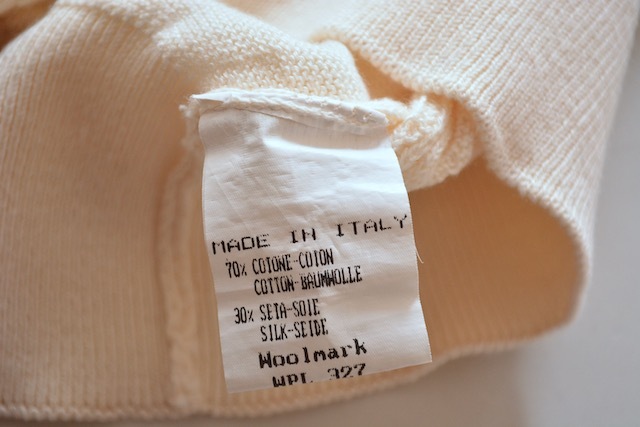 MADE IN ITALY
70% COTONE-COTON
COTTON-BAUMWOLLE
30% SETA-SOIE
SILK-SEIDE
Woolmark
WPL 327